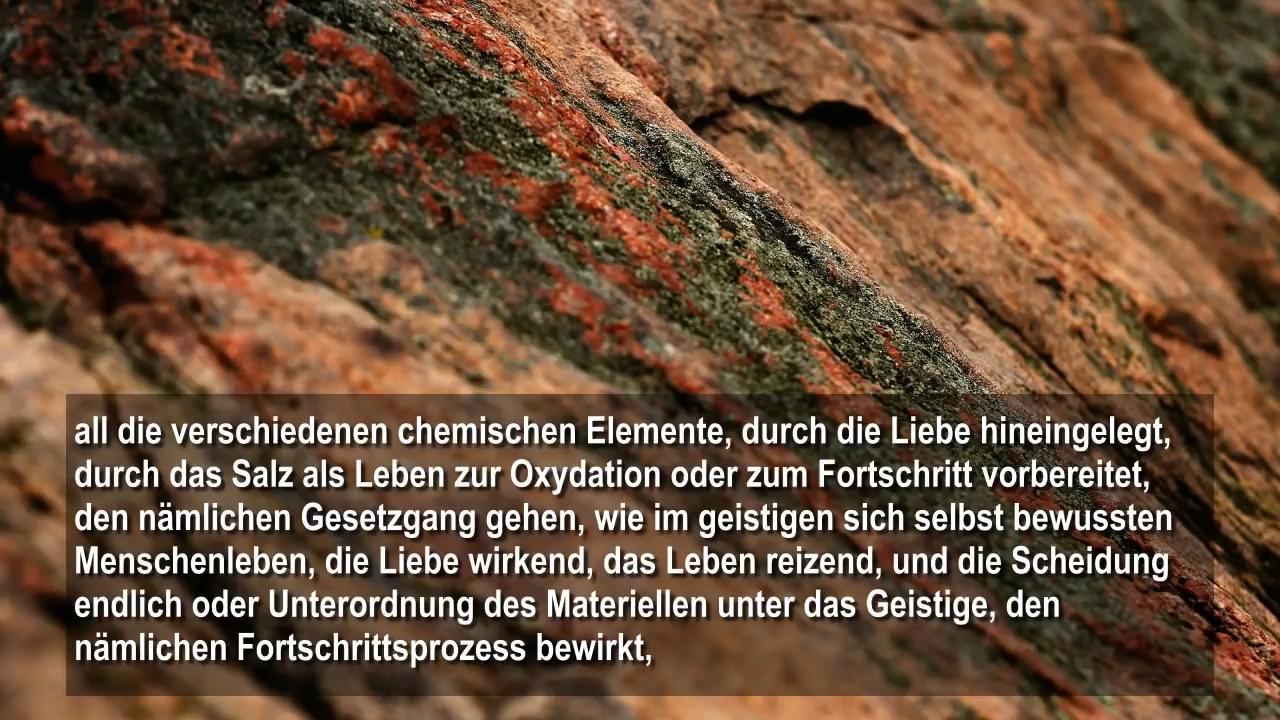 all die verschiedenen chemischen Elemente, durch die Liebe hineingelegt,
durch das Salz als Leben zur Oxydation oder zum Fortschritt vorbereitet,
den nämlichen Gesetzgang gehen, wie im geistigen sich selbst bewussten
Menschenleben, die Liebe wirkend, das Leben reizend, und die Scheidung
endlich oder Unterordnung des Materiellen unter das Geistige, den
nämlichen Fortschrittsprozess bewirkt,